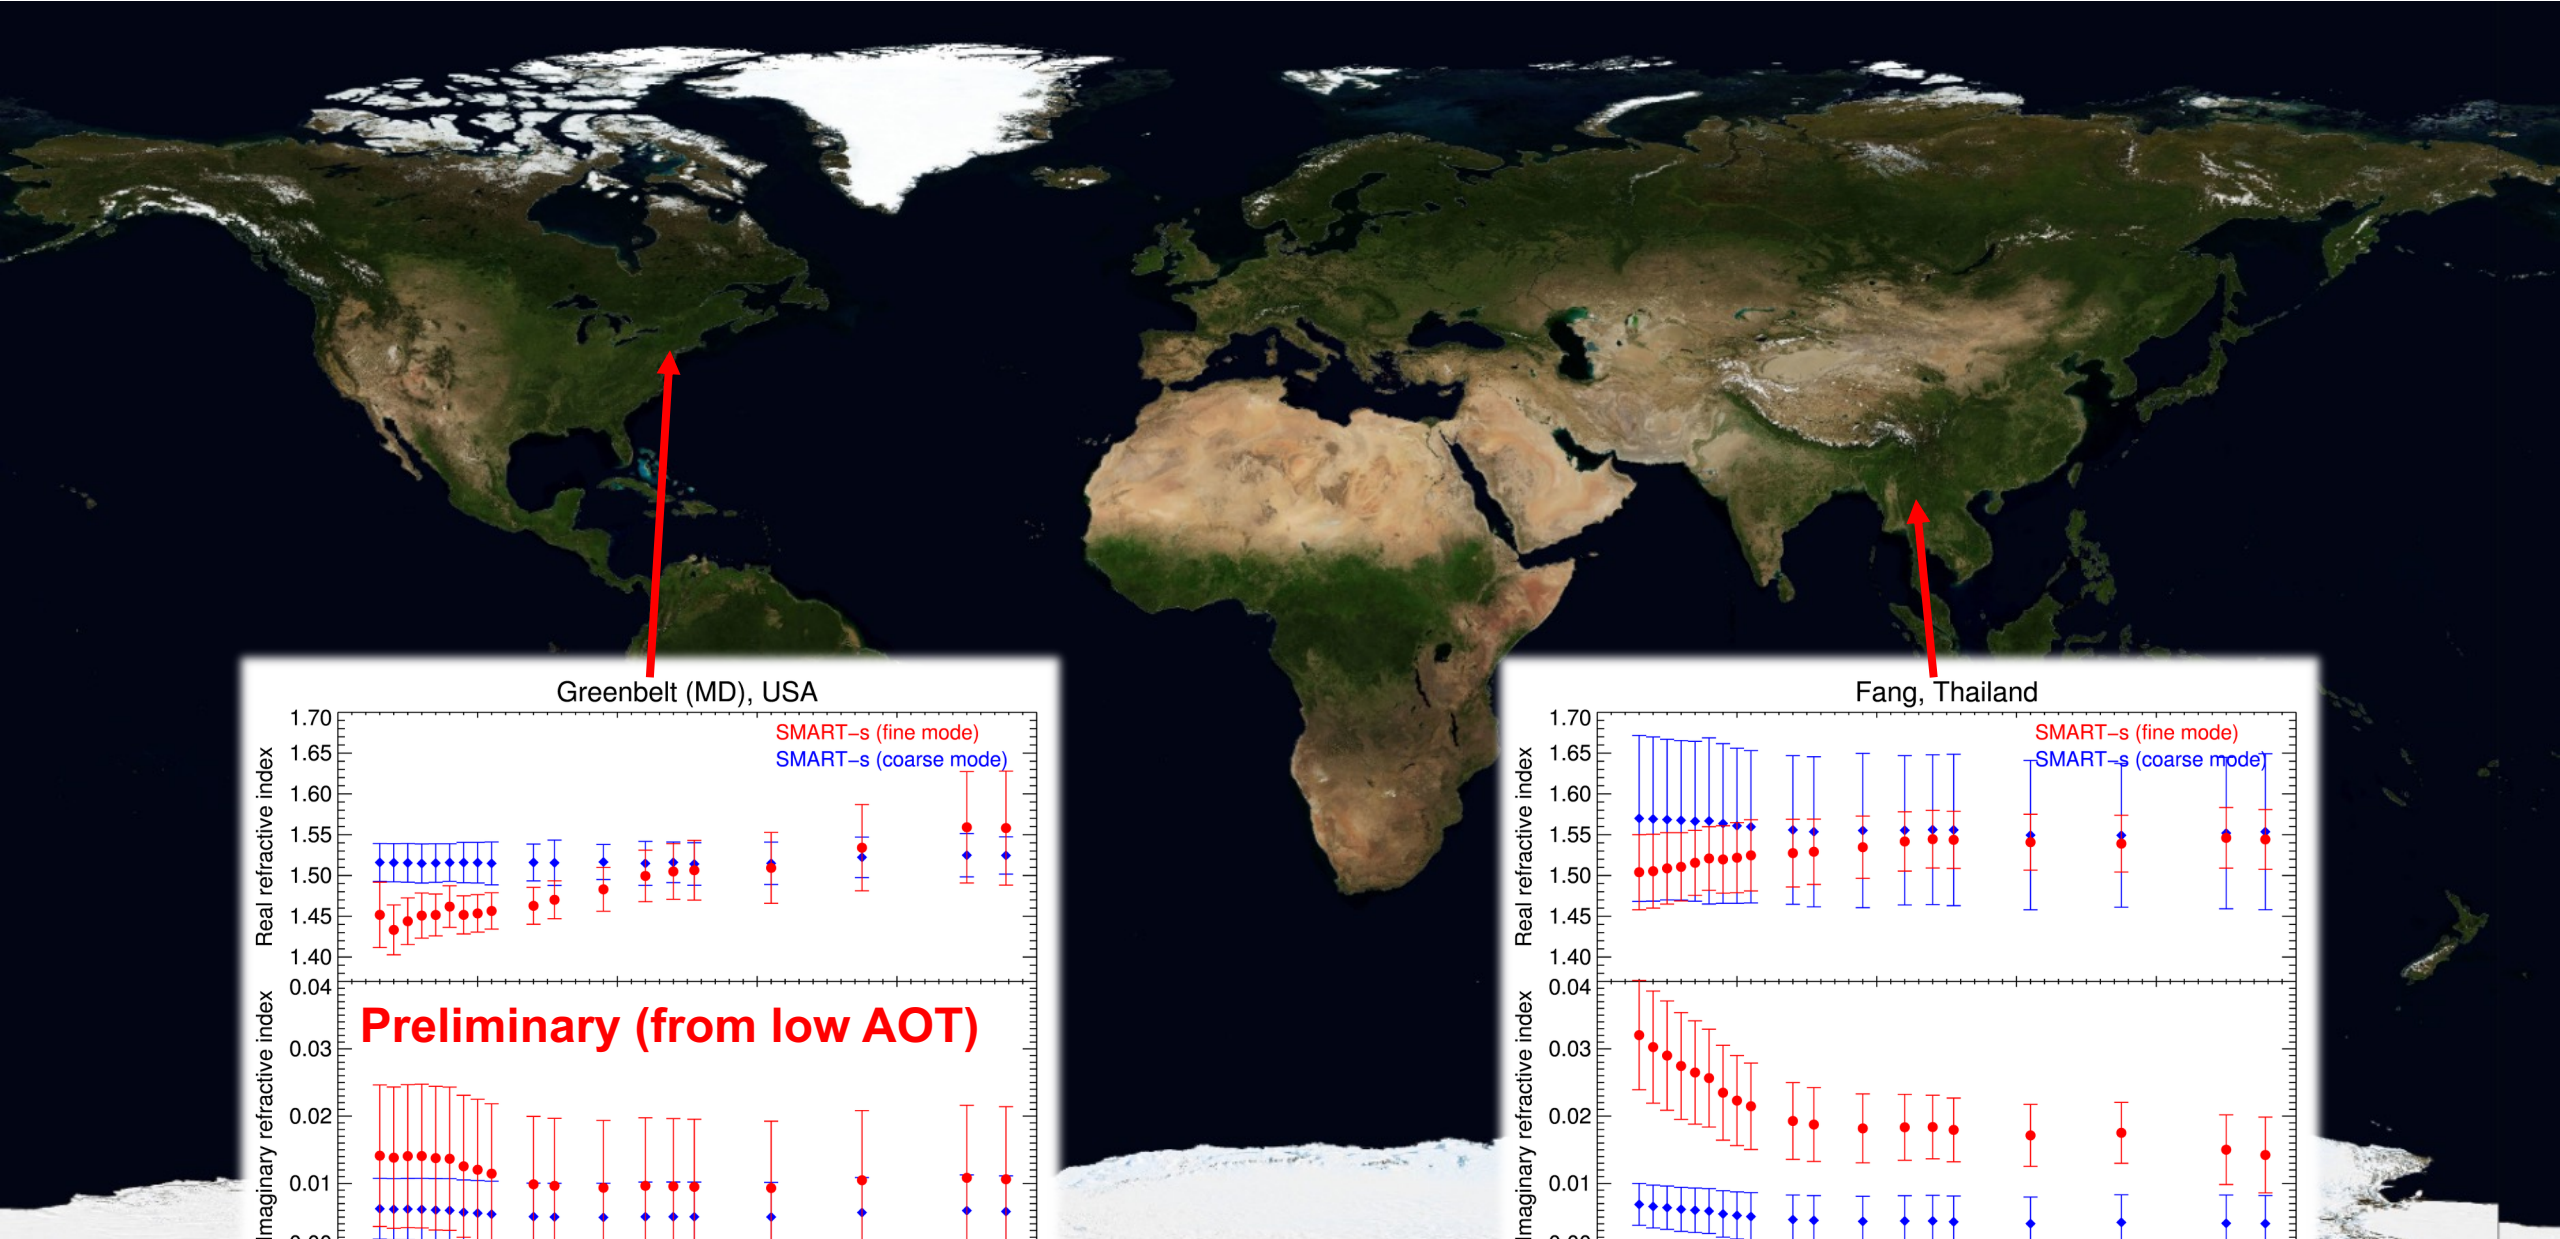 Greenbelt (MD), USA
SMART-s (fine mode)
SMART-s (coarse mode)
Real refractive index
1.70
1.65
1.60
1.55
1.50
1.45
1.40
Preliminary (from low AOT)
Imaginary refractive index
0.04
0.03
0.02
0.01
Fang, Thailand
SMART-s (fine mode)
SMART-s (coarse mode)
Real refractive index
1.70
1.65
1.60
1.55
1.50
1.45
1.40
Imaginary refractive index
0.04
0.03
0.02
0.01